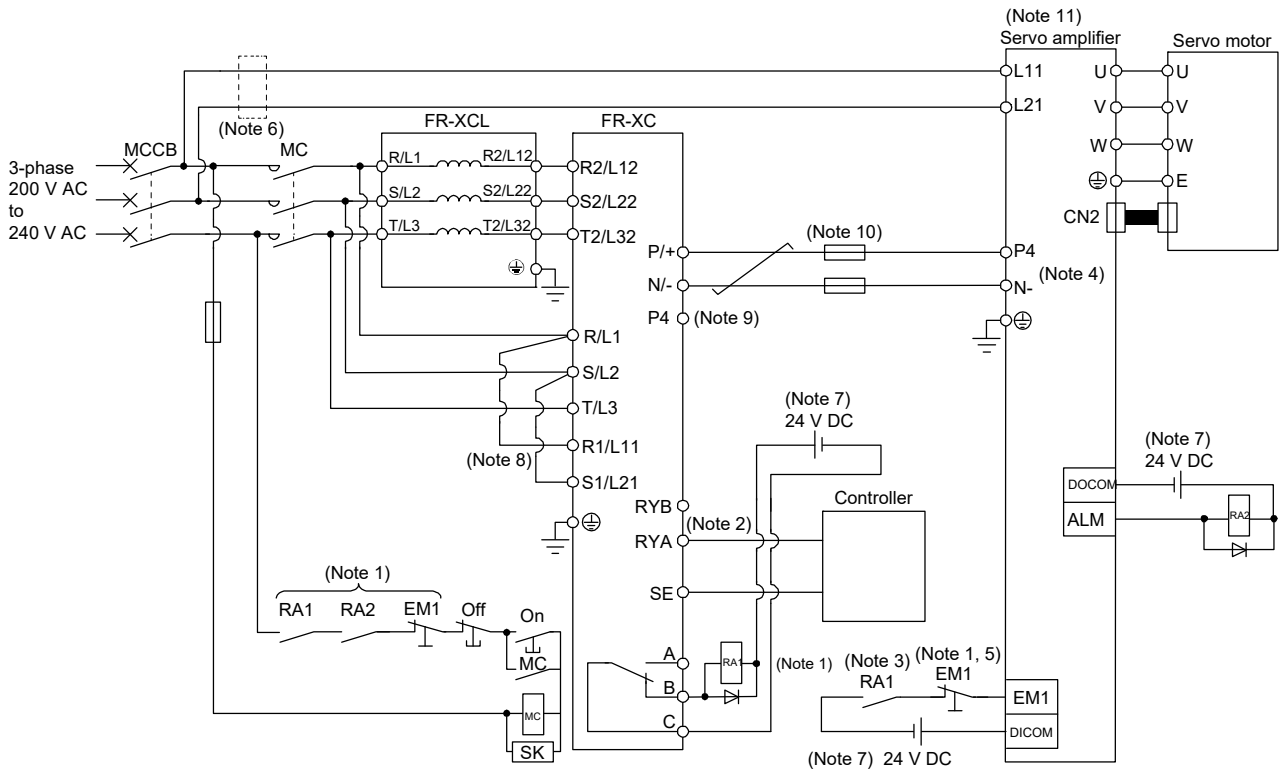 (Note 11)
Servo amplifier
Servo motor
L11
U
U
L21
V
V
(Note 6)
FR-XCL
FR-XC
W
W
MCCB
MC
R/L1
R2/L12
R2/L12
E
3-phase
200 V AC
to
240 V AC
S/L2
S2/L22
S2/L22
CN2
T/L3
T2/L32
T2/L32
(Note 10)
P/+
P4
(Note 4)
N/-
N-
P4
(Note 9)
R/L1
S/L2
(Note 7)
24 V DC
T/L3
(Note 8)
R1/L11
(Note 7)
24 V DC
S1/L21
Controller
DOCOM
RYB
(Note 2)
ALM
RA2
RYA
(Note 1)
SE
RA1
RA2
EM1
Off
On
MC
A
RA1
(Note 1)
(Note 3)
RA1
(Note 1, 5)
EM1
B
EM1
MC
C
DICOM
SK
(Note 7)
24 V DC